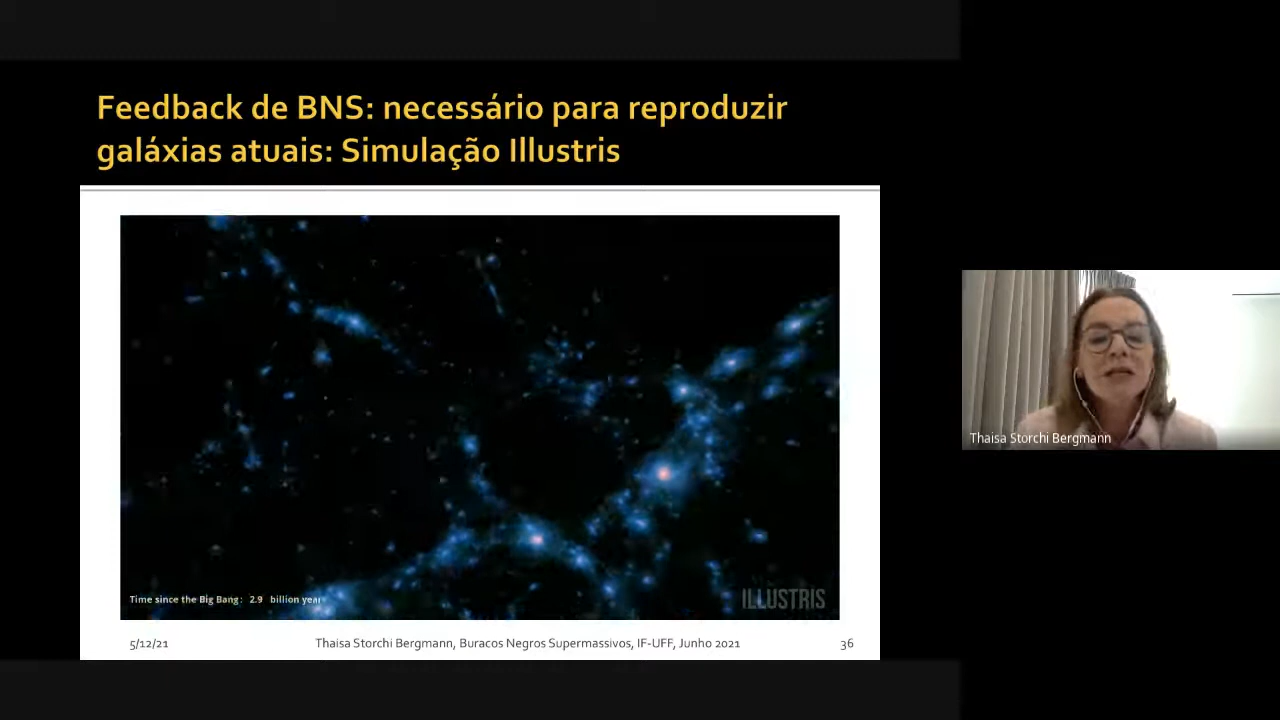 Feedback de BNS: necessário para reproduzir
galáxias atuais: Simulação Illustris
Time since the Big Bang: 2.9 billion years
ILLUSTRIS
Thaisa Storchi Bergmann
5/12/21
Thaisa Storchi Bergmann, Buracos Negros Supermassivos, IF-UFF, Junho 2021
36